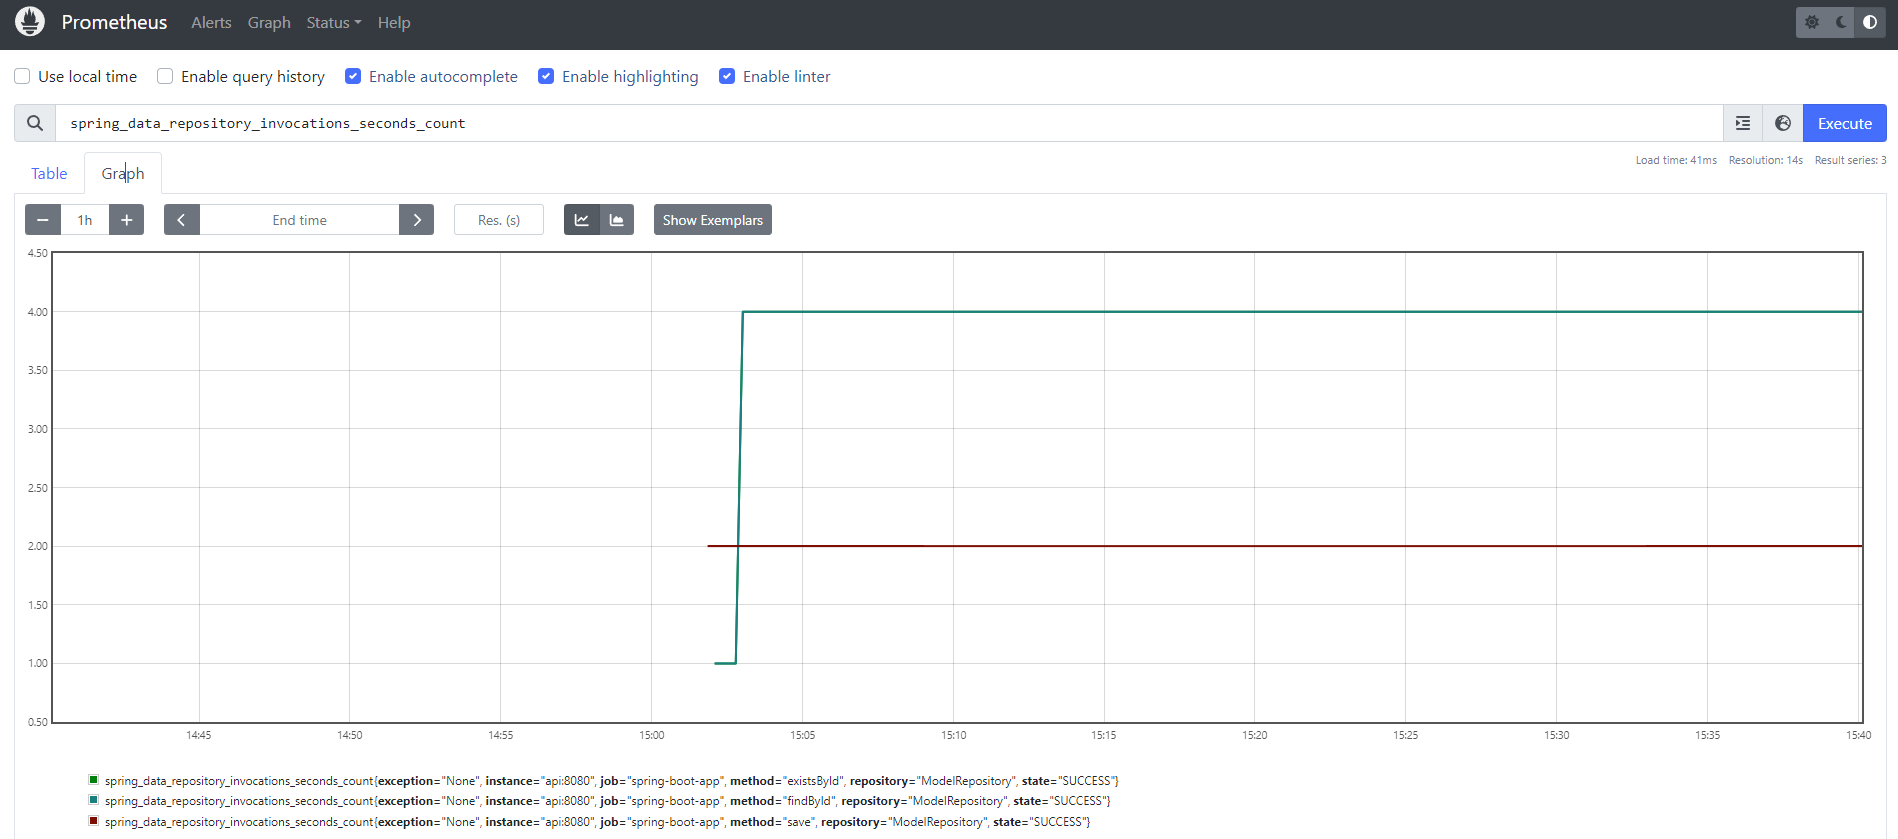 Prometheus Alerts Graph Status Help
Use local time Enable query history Enable autocomplete Enable highlighting Enable linter
spring_data_repository_invocations_seconds_count Execute
Load time: 41ms Resolution: 14s Result series: 3
Table Graph
1h End time Res. (s) Show Exemplars
4.50
4.00
3.50
3.00
2.50
2.00
1.50
1.00
0.50
14:45 14:50 14:55 15:00 15:05 15:10 15:15 15:20 15:25 15:30 15:35 15:40
spring_data_repository_invocations_seconds_count{exception="None", instance="api:8080", job="spring-boot-app", method="existsById", repository="ModelRepository", state="SUCCESS"}
spring_data_repository_invocations_seconds_count{exception="None", instance="api:8080", job="spring-boot-app", method="findById", repository="ModelRepository", state="SUCCESS"}
spring_data_repository_invocations_seconds_count{exception="None", instance="api:8080", job="spring-boot-app", method="save", repository="ModelRepository", state="SUCCESS"}